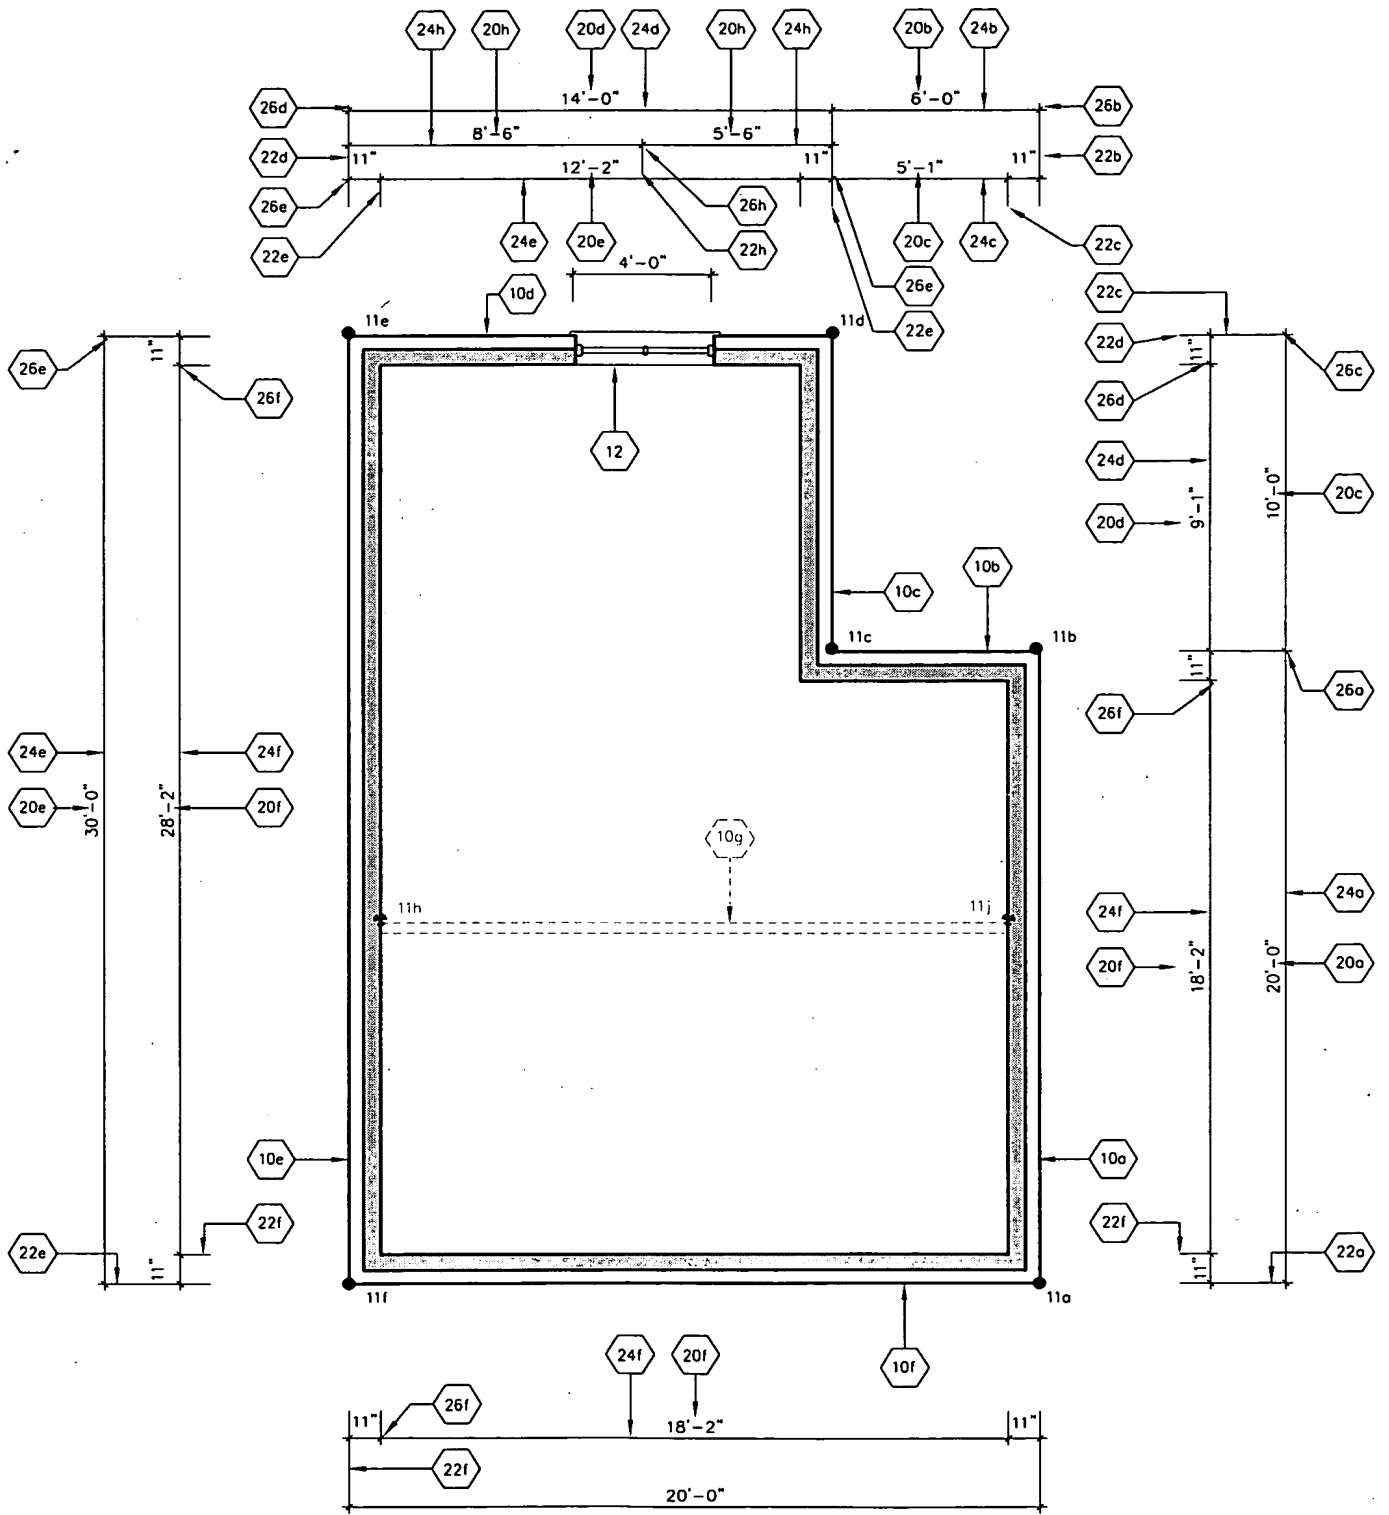 24h 20h 20d 24d 20h 24h 20b 24b
26d 14'-0" 6'-0" 26b
8'-6" 5'-6"
22d 11" 12'-2" 11" 5'-1" 11" 22b
26e 26h
22e 24e 20e 22h 20c 24c 22c
4'-0" 26e
10d 22c
11e 11d 22e 22d
26e 11" 11" 26c
26f 26d
12 24d
20d 9'-1" 10'-0" 20c
10b
10c
11c 11b
11" 26a
26f
24e 24f
20e 30'-0" 28'-2" 20f
10g
24a
11h 11j 24f
20f 18'-2" 20'-0" 20a
10e 10a
22f 22f
22e 11" 11" 22a
11f 11a
24f 20f 10f
26f
11" 18'-2" 11"
22f
20'-0"